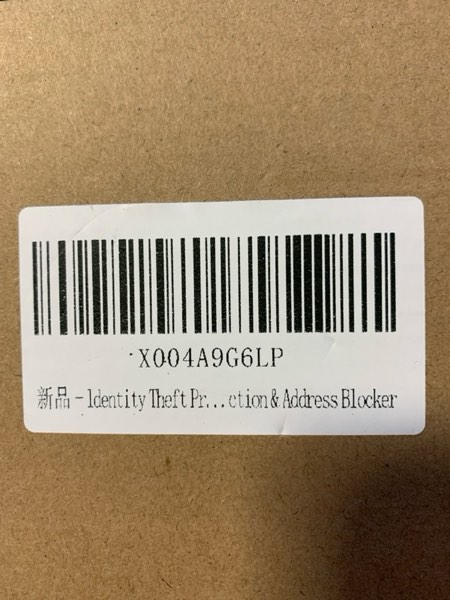 X004A9G6LP
新品 - Identity Theft Pr...ction & Address Blocker